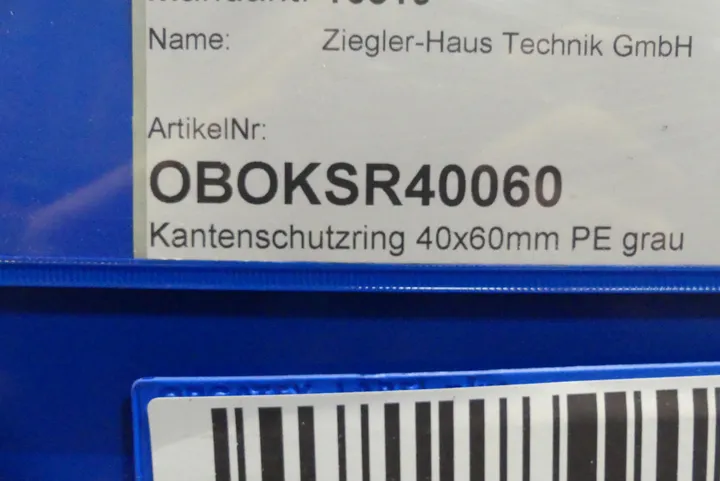 Name: Ziegler-Haus Technik GmbH
ArtikelNr:
OBOKSR40060
Kantenschutzring 40x60mm PE grau